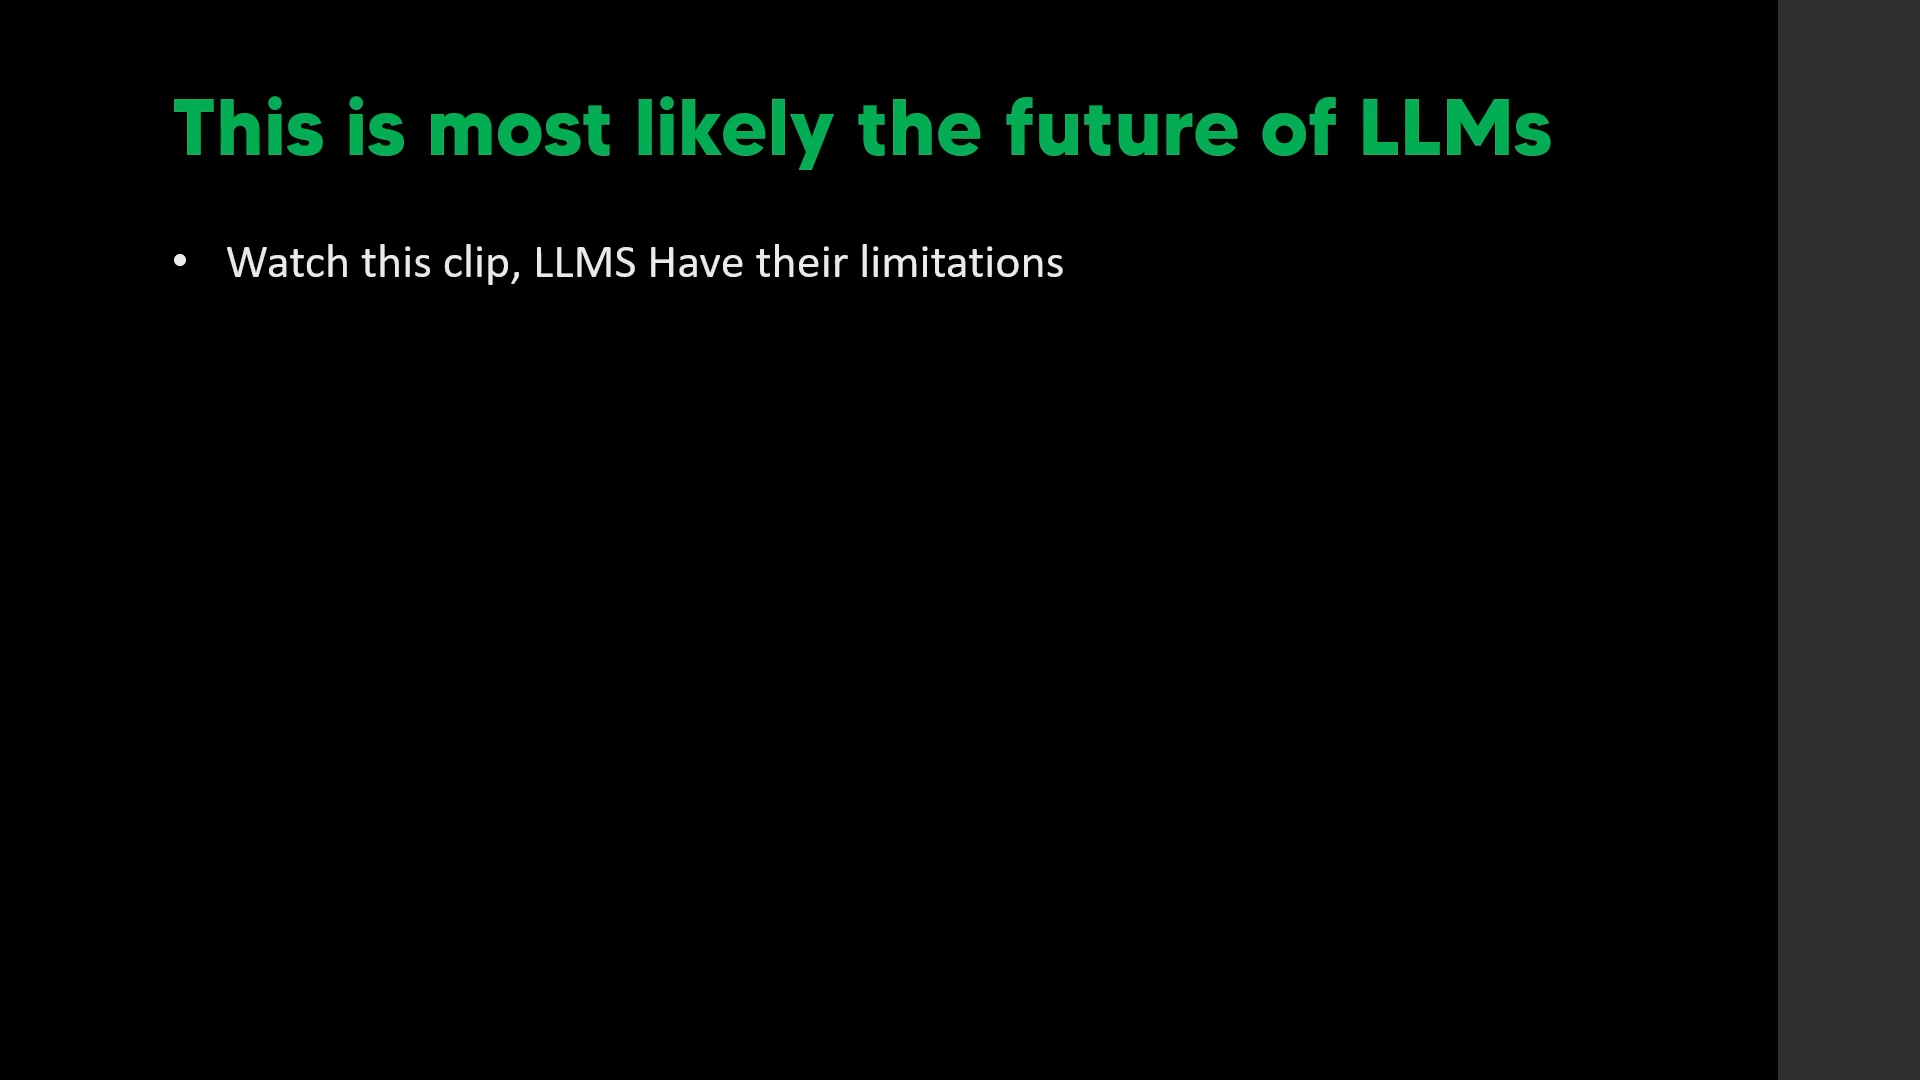 This is most likely the future of LLMs
• Watch this clip, LLMS Have their limitations